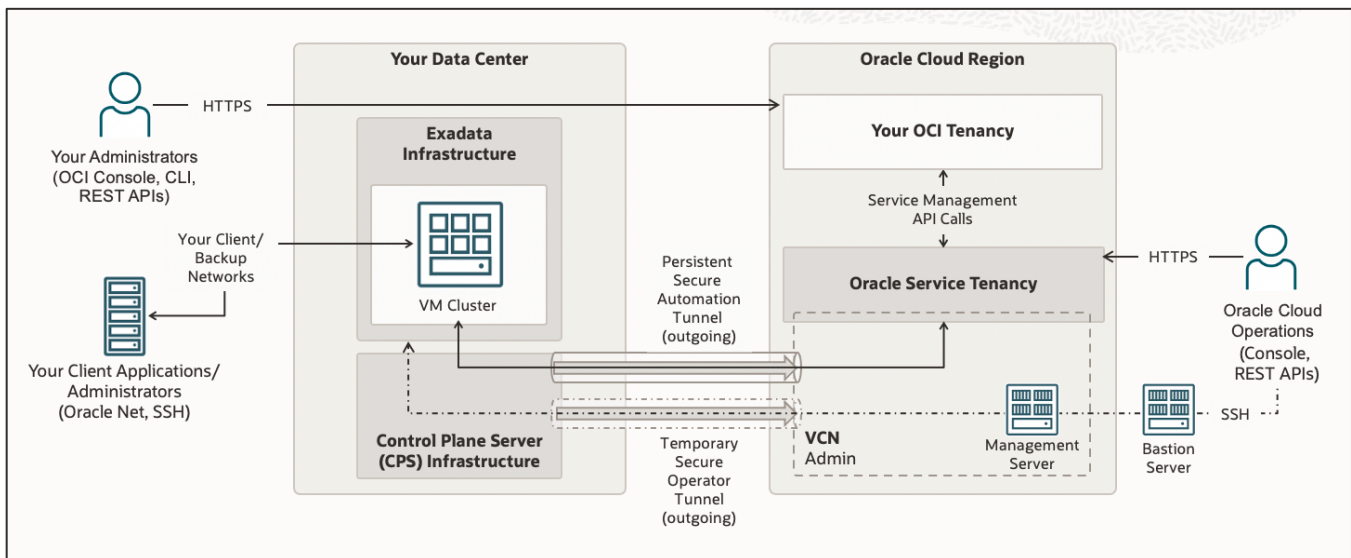 Your Data Center
Oracle Cloud Region
HTTPS
Your Administrators
(OCI Console, CLI,
REST APIs)
Exadata
Infrastructure
Your OCI Tenancy
Service Management
API Calls
Your Client/
Backup
Networks
VM Cluster
Your Client Applications/
Administrators
(Oracle Net, SSH)
Persistent
Secure
Automation
Tunnel
(outgoing)
Oracle Service Tenancy
HTTPS
Oracle Cloud
Operations
(Console,
REST APIs)
Control Plane Server
(CPS) Infrastructure
Temporary
Secure
Operator
Tunnel
(outgoing)
VCN
Admin
Management
Server
Bastion
Server
SSH